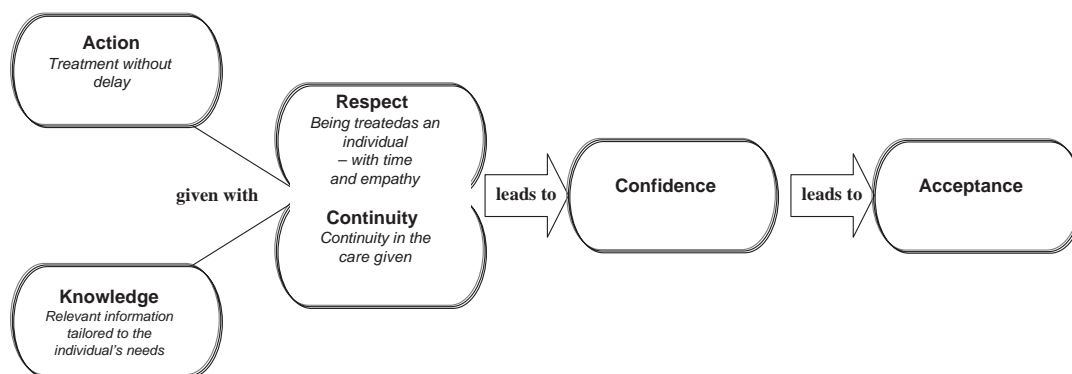 Action
Treatment without
delay
Knowledge
Relevant information
tailored to the
individual's needs
given with
Respect
Being treatedas an
individual
– with time
and empathy
Continuity
Continuity in the
care given
leads to
Confidence
leads to
Acceptance